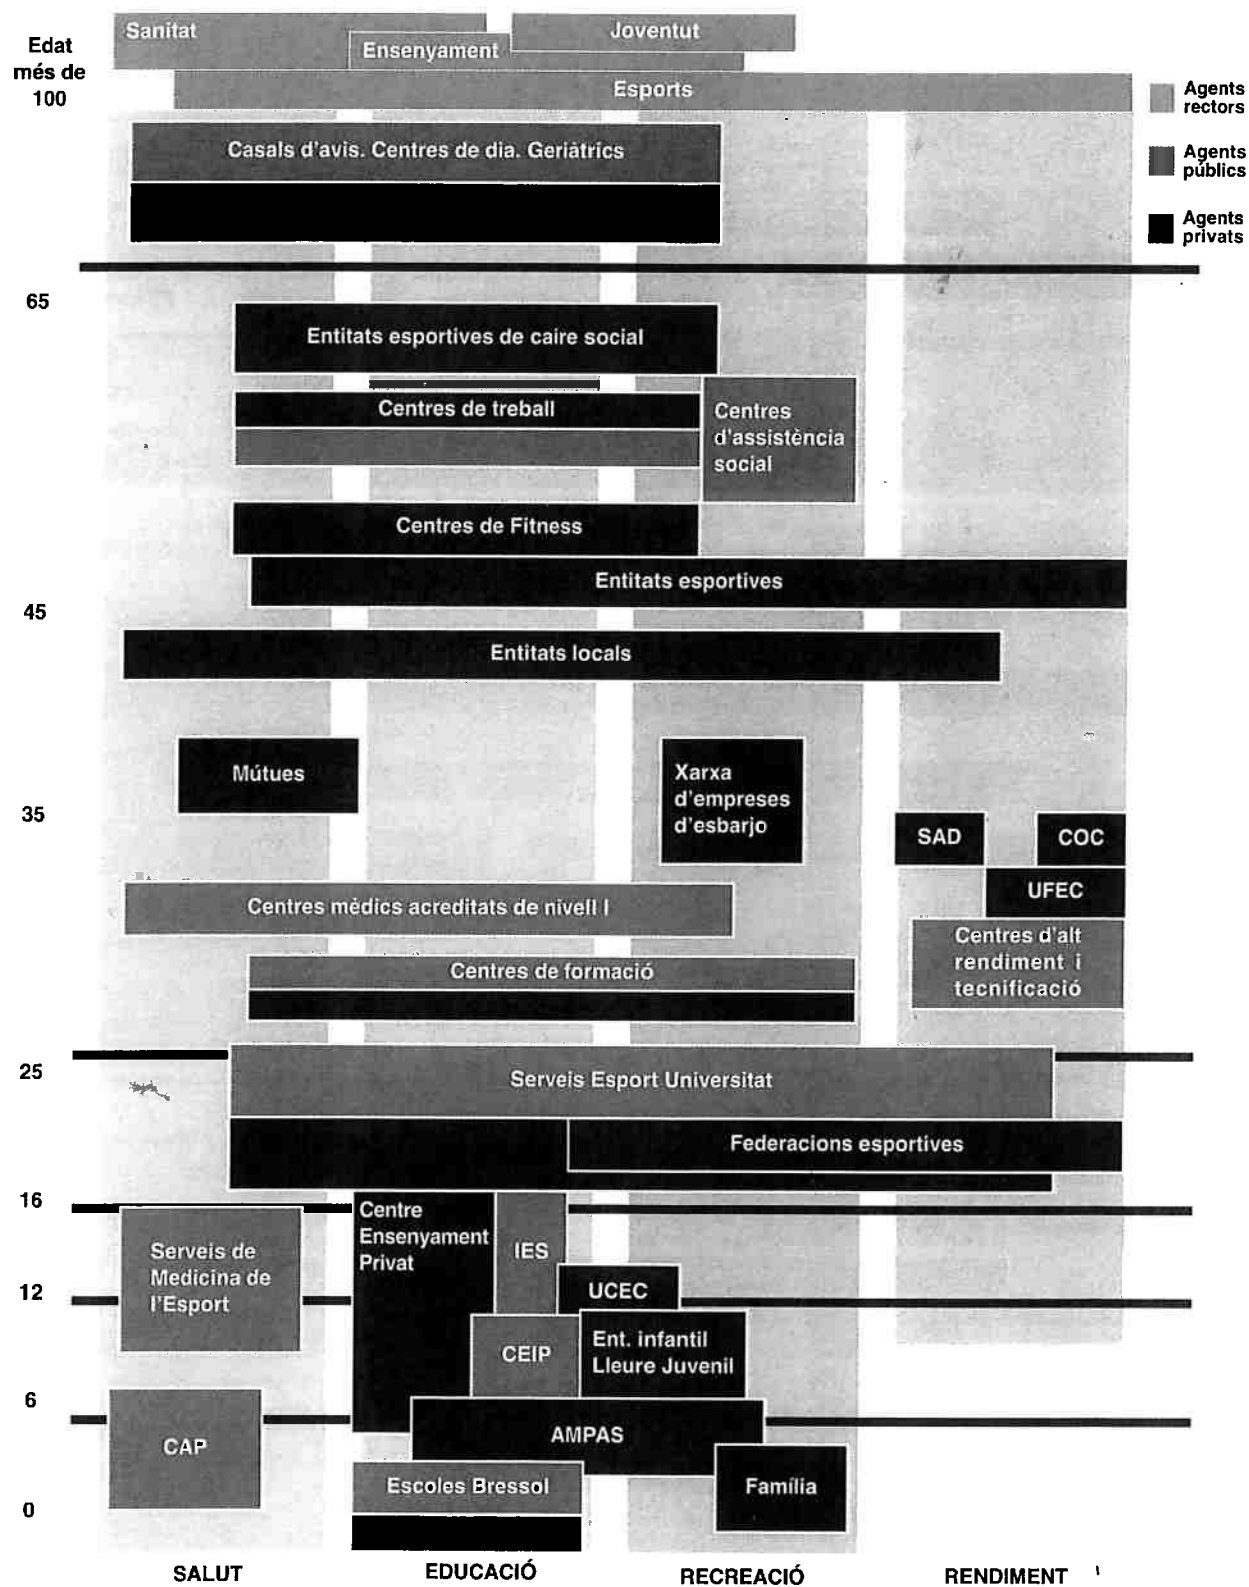 Edat
més de
100
Sanitat
Ensenyament
Joventut
Esports
Agents
rectors
Agents
públics
Agents
privats
Casals d'avis. Centres de dia. Geriàtrics
65
Entitats esportives de caire social
Centres de treball
Centres
d'assistència
social
Centres de Fitness
Entitats esportives
45
Entitats locals
Mútues
Xarxa
d'empreses
d'esbarjo
35
SAD
COC
UFEC
Centres mèdics acreditats de nivell I
Centres d'alt
rendiment i
tecnificació
Centres de formació
25
Serveis Esport Universitat
Federacions esportives
16
Centre
Ensenyament
Privat
IES
Serveis de
Medicina de
l'Esport
12
UCEC
CEIP
Ent. infantil
Lleure Juvenil
6
AMPAS
CAP
Escoles Bressol
Família
0
SALUT
EDUCACIÓ
RECREACIÓ
RENDIMENT